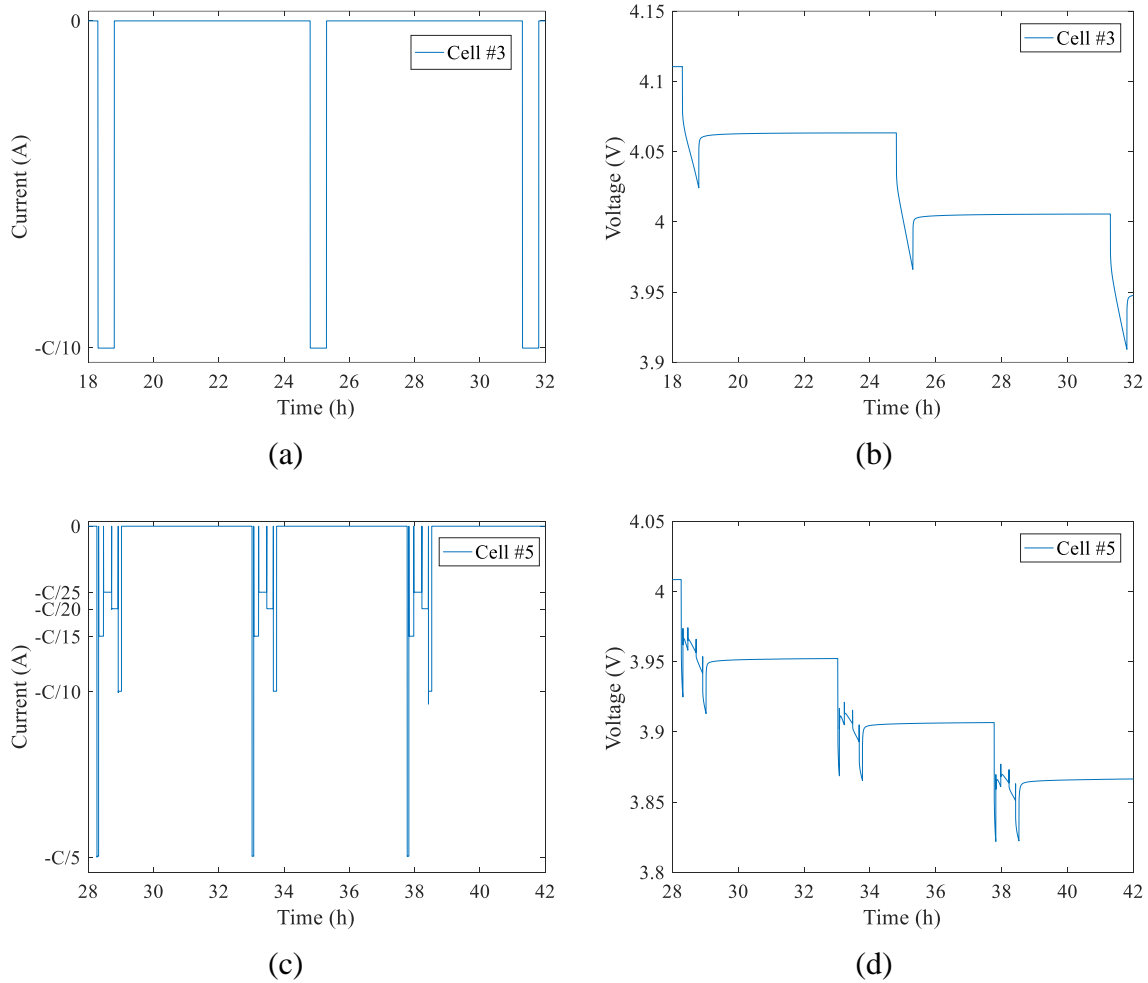 0
-C/10
Current (A)
Cell #3
18 20 22 24 26 28 30 32
Time (h)
(a)
4.15
4.1
4.05
4
3.95
3.9
Voltage (V)
Cell #3
18 20 22 24 26 28 30 32
Time (h)
(b)
0
-C/25
-C/20
-C/15
-C/10
-C/5
Current (A)
Cell #5
28 30 32 34 36 38 40 42
Time (h)
(c)
4.05
4
3.95
3.9
3.85
3.8
Voltage (V)
Cell #5
28 30 32 34 36 38 40 42
Time (h)
(d)